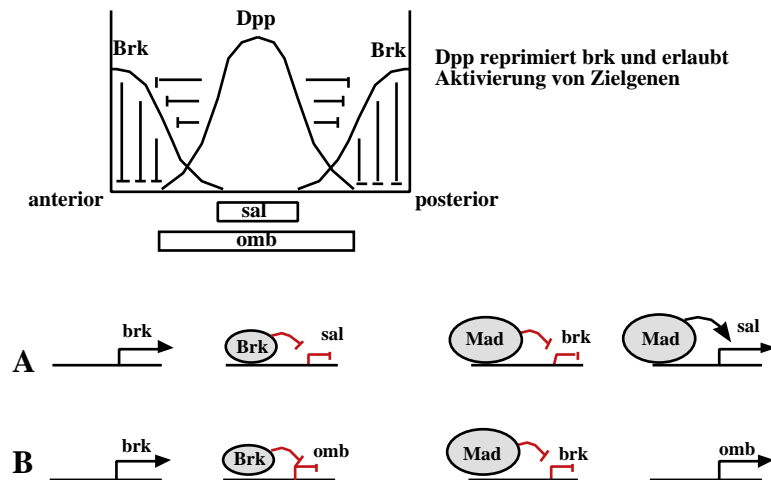 Dpp
Brk
Brk
Dpp reprimiert brk und erlaubt
Aktivierung von Zielgenen
anterior
posterior
sal
omb
A
brk
Brk
sal
Mad
brk
Mad
sal
B
brk
Brk
omb
Mad
brk
omb